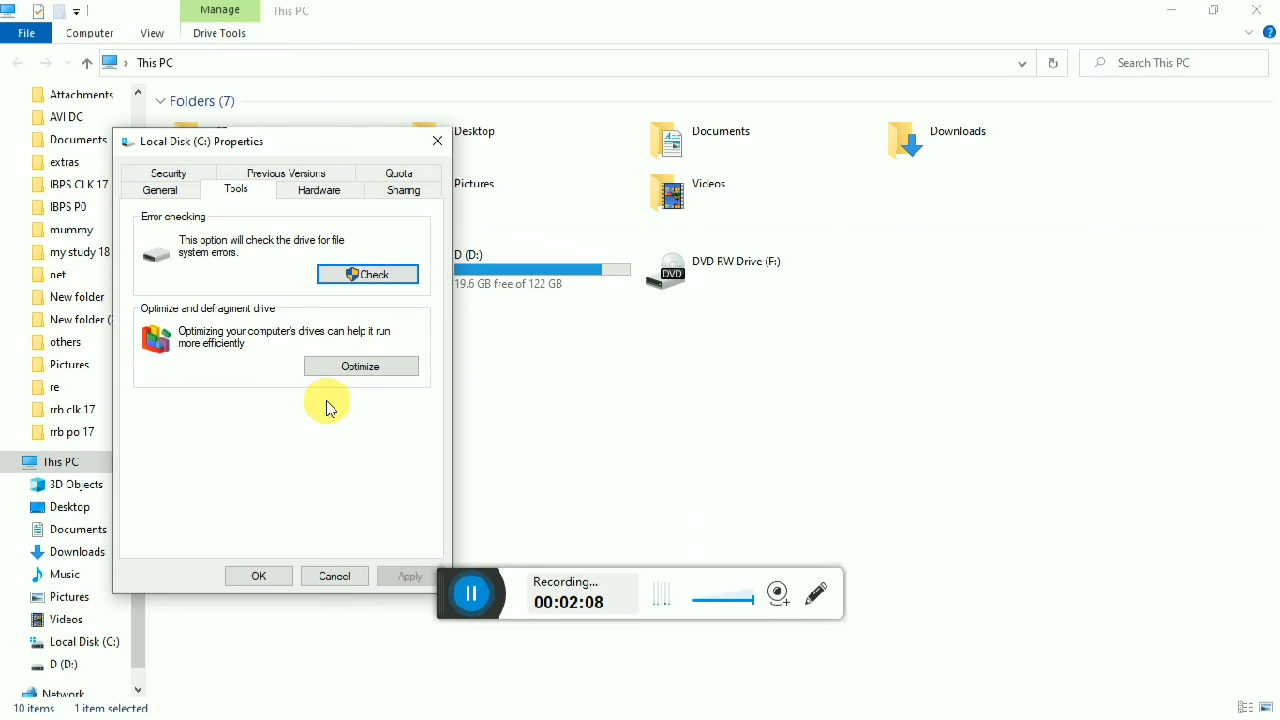 Manage
This PC
File
Computer
View
Drive Tools
This PC
Search This PC
Attachments
AVI DC
Documents
extras
IBPS CLK 17
IBPS PO
mummy
my study 18
net
New folder
New folder (
others
Pictures
re
rrb clk 17
rrb po 17
This PC
3D Objects
Desktop
Documents
Downloads
Music
Pictures
Videos
Local Disk (C:)
D (D:)
Network
Folders (7)
Desktop
Documents
Downloads
Pictures
Videos
D (D:)
19.6 GB free of 122 GB
DVD RW Drive (F:)
DVD
Local Disk (C:) Properties
Security
Previous Versions
Quota
General
Tools
Hardware
Sharing
Error checking
This option will check the drive for file
system errors.
Check
Optimize and defragment drive
Optimizing your computer's drives can help it run
more efficiently
Optimize
OK
Cancel
Apply
Recording...
00:02:08
10 items
1 item selected